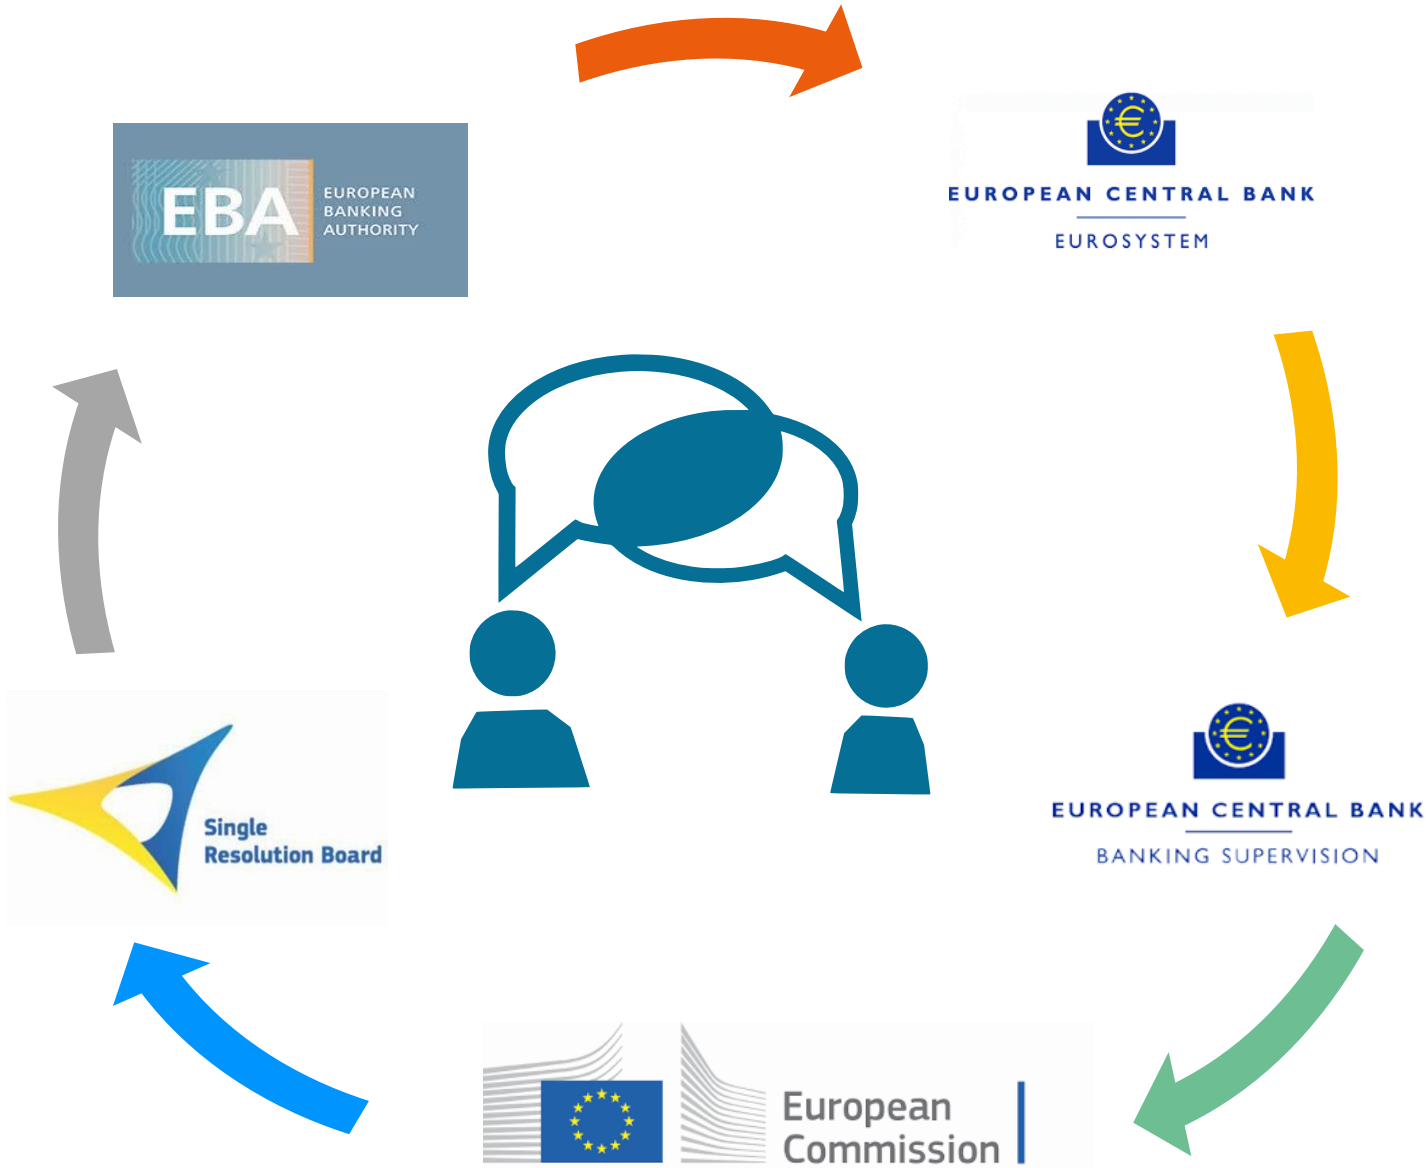 EBA
EUROPEAN
BANKING
AUTHORITY
€
EUROPEAN CENTRAL BANK
EUROSYSTEM
€
EUROPEAN CENTRAL BANK
BANKING SUPERVISION
Single
Resolution Board
European
Commission